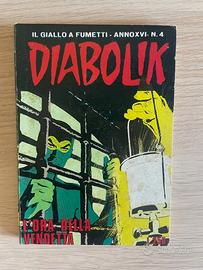 IL GIALLO A FUMETTI - ANNO XVI - N. 4
DIABOLIK
L'ORA DELLA
VENDETTA